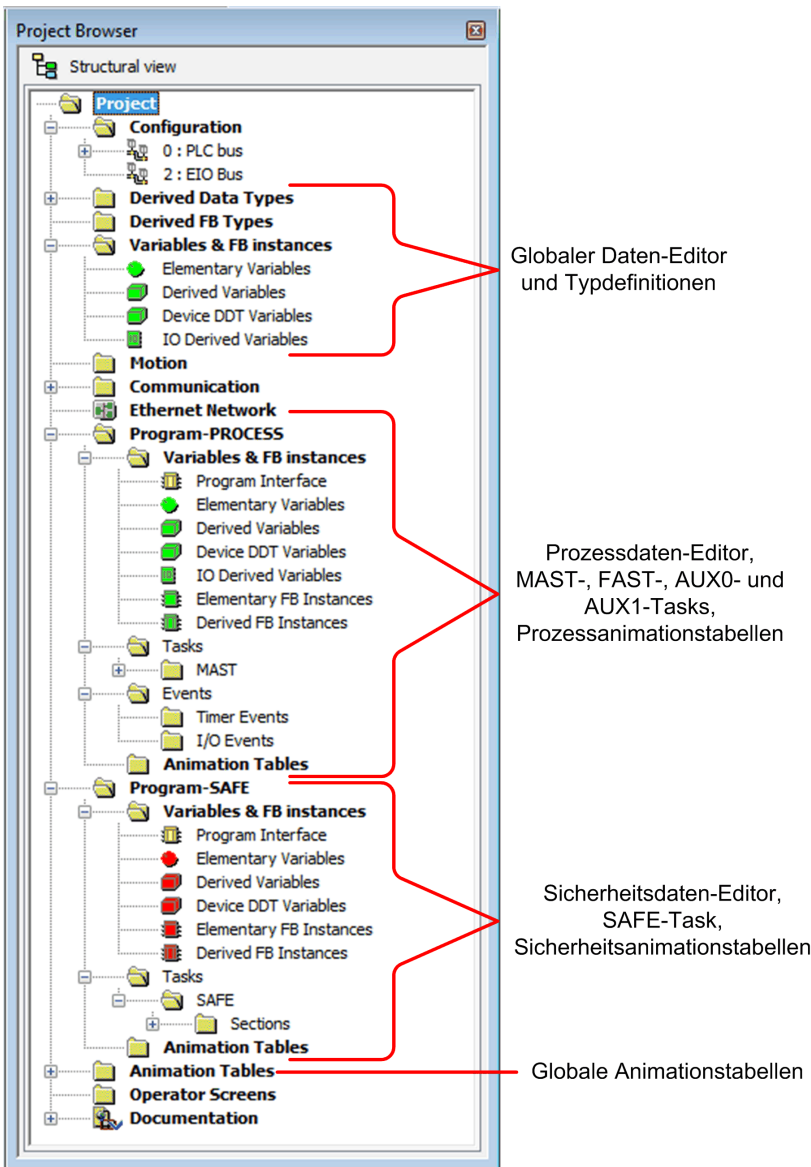 Project Browser
Structural view
Project
Configuration
0 : PLC bus
2 : EIO Bus
Derived Data Types
Derived FB Types
Variables & FB instances
Elementary Variables
Derived Variables
Device DDT Variables
IO Derived Variables
Globaler Daten-Editor
und Typdefinitionen
Motion
Communication
Ethernet Network
Program-PROCESS
Variables & FB instances
Program Interface
Elementary Variables
Derived Variables
Device DDT Variables
IO Derived Variables
Elementary FB Instances
Derived FB Instances
Tasks
MAST
Events
Timer Events
I/O Events
Animation Tables
Prozessdaten-Editor,
MAST-, FAST-, AUX0- und
AUX1-Tasks,
Prozessanimationstabellen
Program-SAFE
Variables & FB instances
Program Interface
Elementary Variables
Derived Variables
Device DDT Variables
Elementary FB Instances
Derived FB Instances
Tasks
SAFE
Sections
Animation Tables
Sicherheitsdaten-Editor,
SAFE-Task,
Sicherheitsanimationstabellen
Animation Tables
Globale Animationstabellen
Operator Screens
Documentation